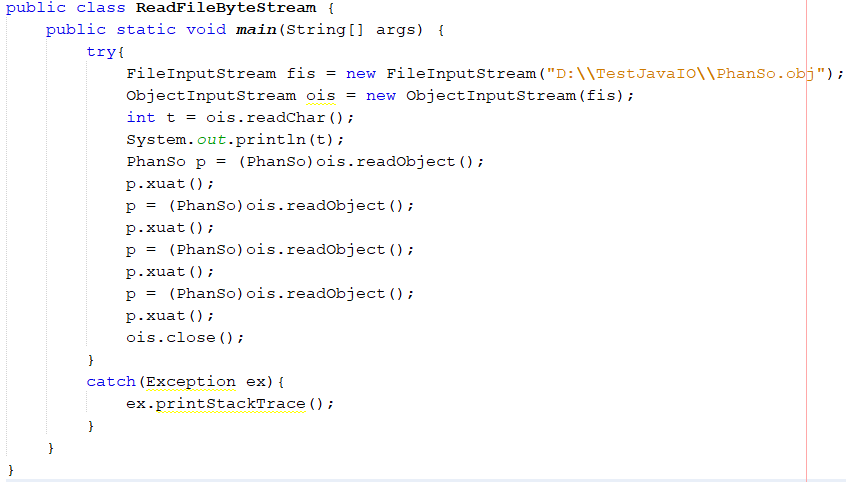 public class ReadFileByteStream {
    public static void main(String[] args) {
        try{
            FileInputStream fis = new FileInputStream("D:\\TestJavaIO\\PhanSo.obj");
            ObjectInputStream ois = new ObjectInputStream(fis);
            int t = ois.readChar();
            System.out.println(t);
            PhanSo p = (PhanSo)ois.readObject();
            p.xuat();
            p = (PhanSo)ois.readObject();
            p.xuat();
            p = (PhanSo)ois.readObject();
            p.xuat();
            p = (PhanSo)ois.readObject();
            p.xuat();
            ois.close();
        }
        catch(Exception ex){
            ex.printStackTrace();
        }
    }
}